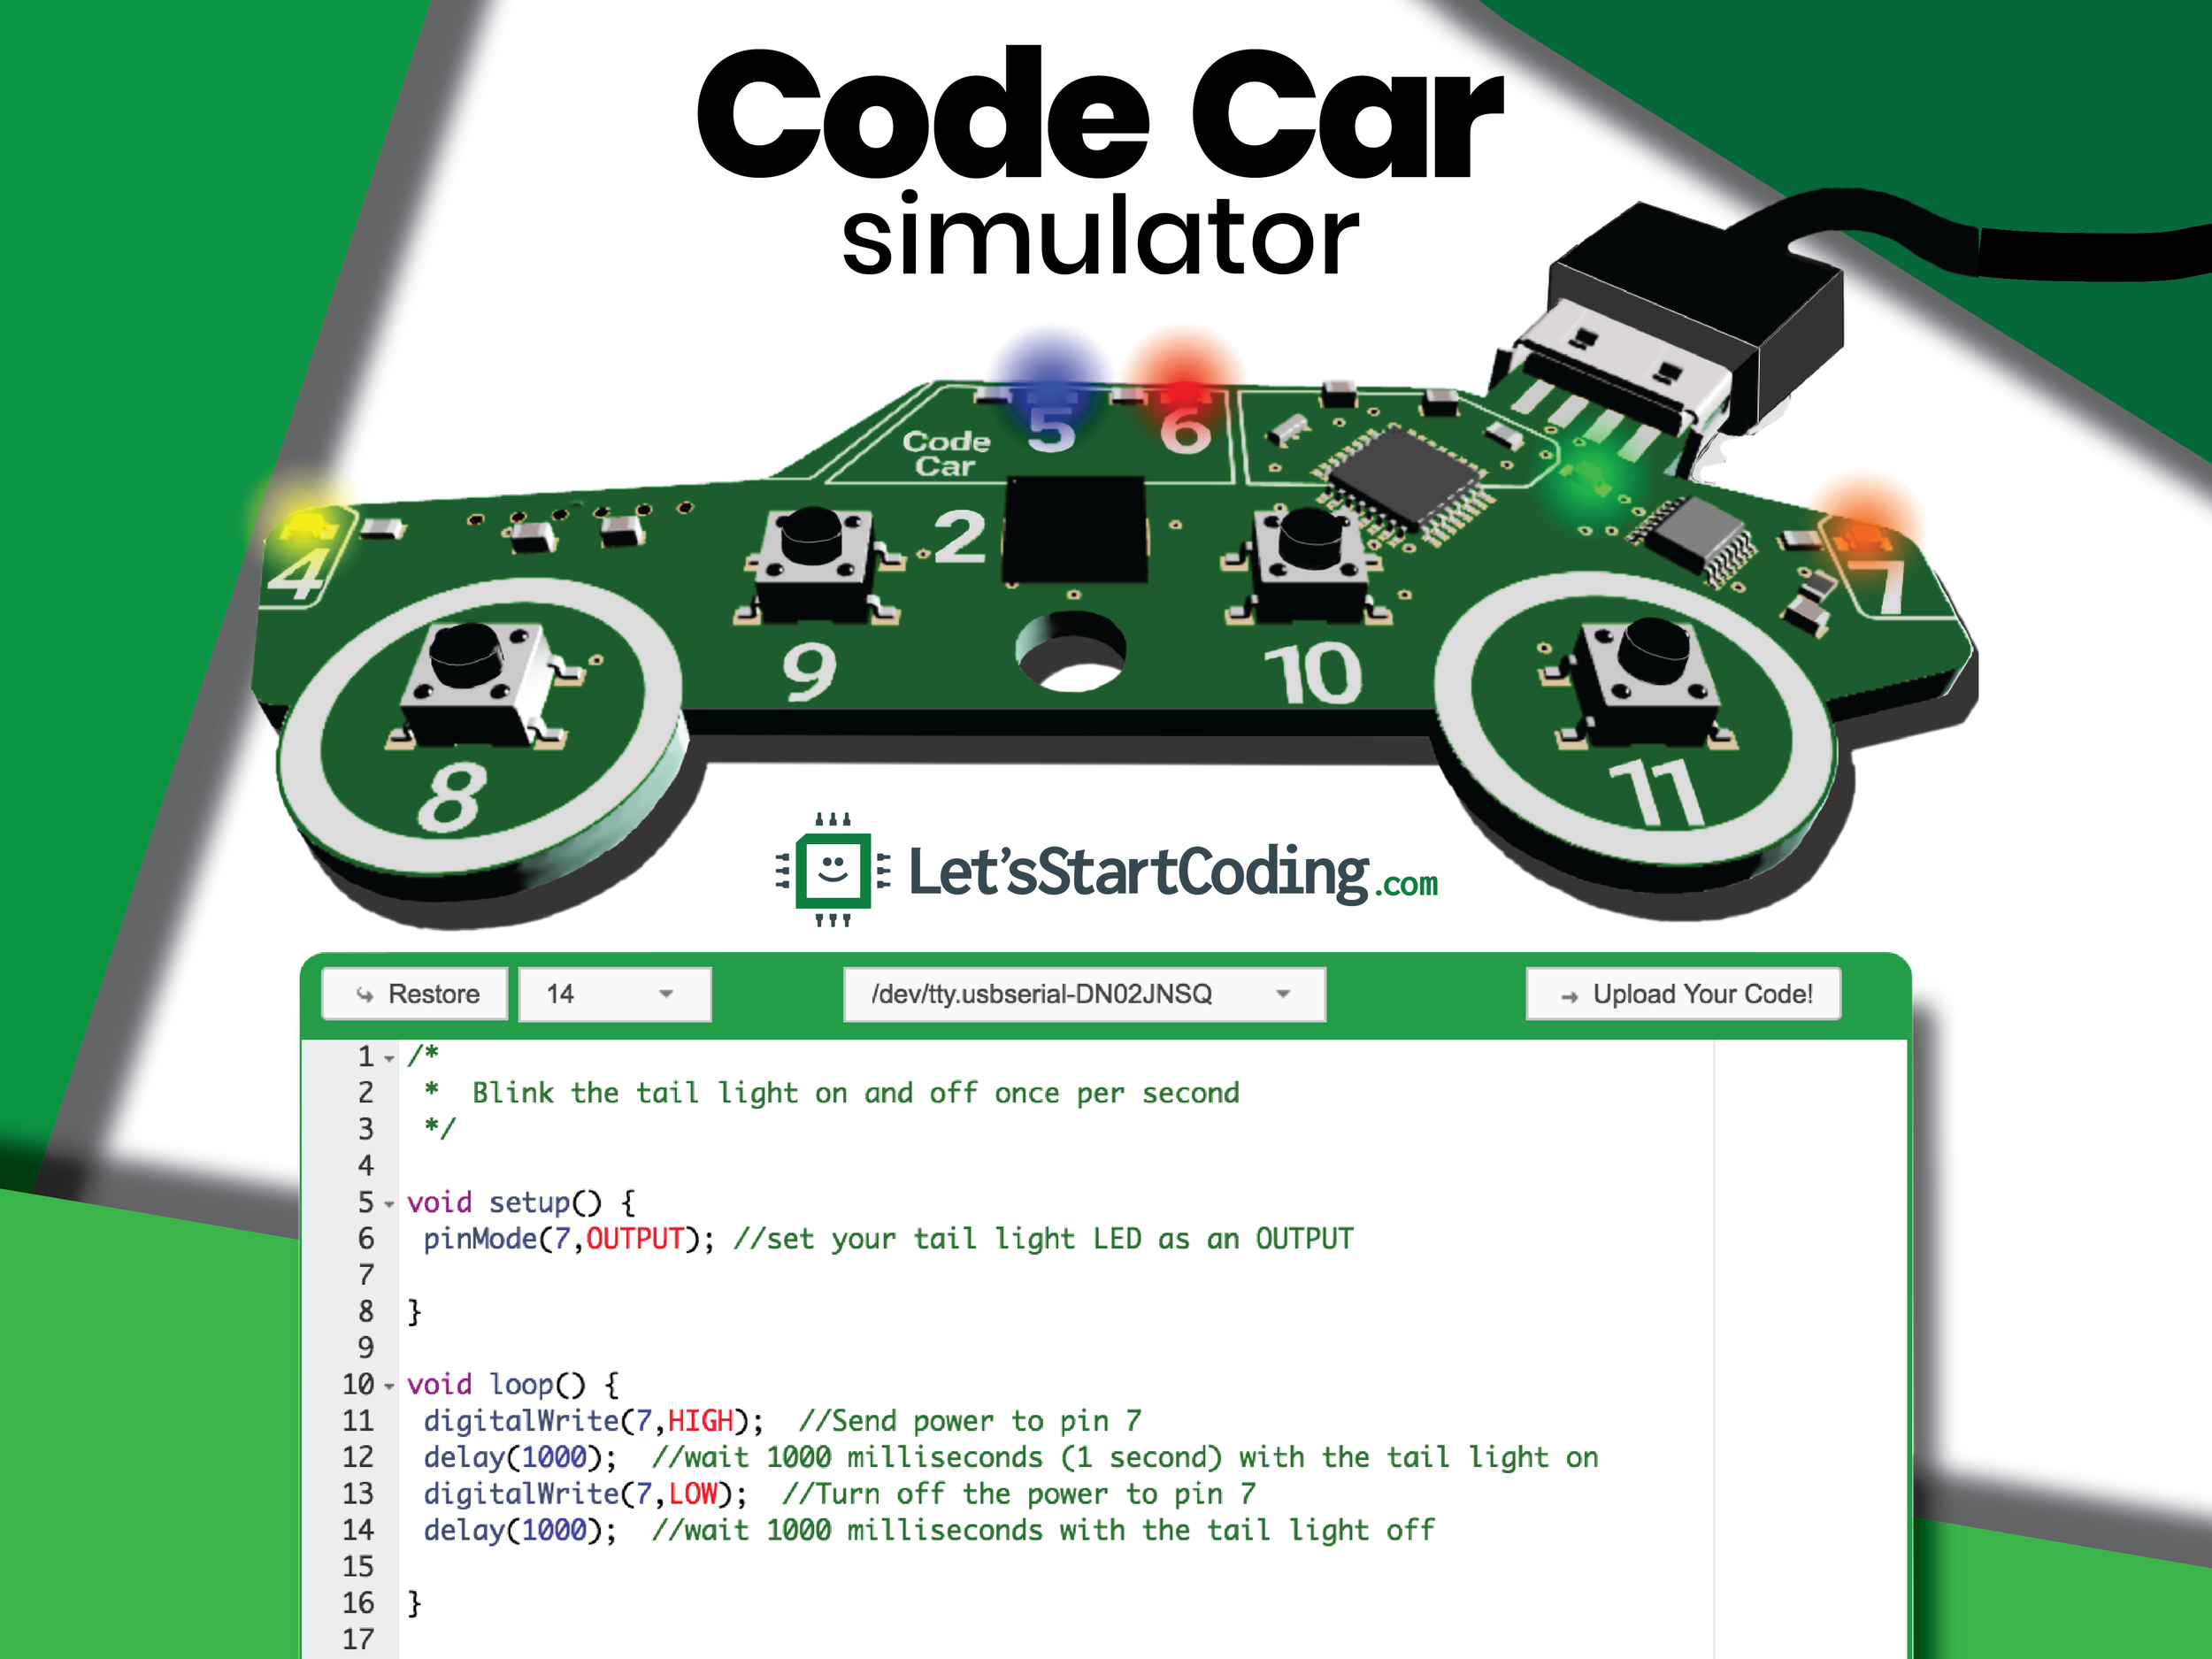 Code Car
simulator
Code
Car
5
6
4
2
7
9
10
8
11
Let'sStartCoding.com
Restore
14
/dev/tty.usbserial-DN02JNSQ
→ Upload Your Code!
1 /*
2 * Blink the tail light on and off once per second
3 */
4
5 void setup() {
6 pinMode(7,OUTPUT); //set your tail light LED as an OUTPUT
7
8 }
9
10 void loop() {
11 digitalWrite(7,HIGH); //Send power to pin 7
12 delay(1000); //wait 1000 milliseconds (1 second) with the tail light on
13 digitalWrite(7,LOW); //Turn off the power to pin 7
14 delay(1000); //wait 1000 milliseconds with the tail light off
15
16 }
17